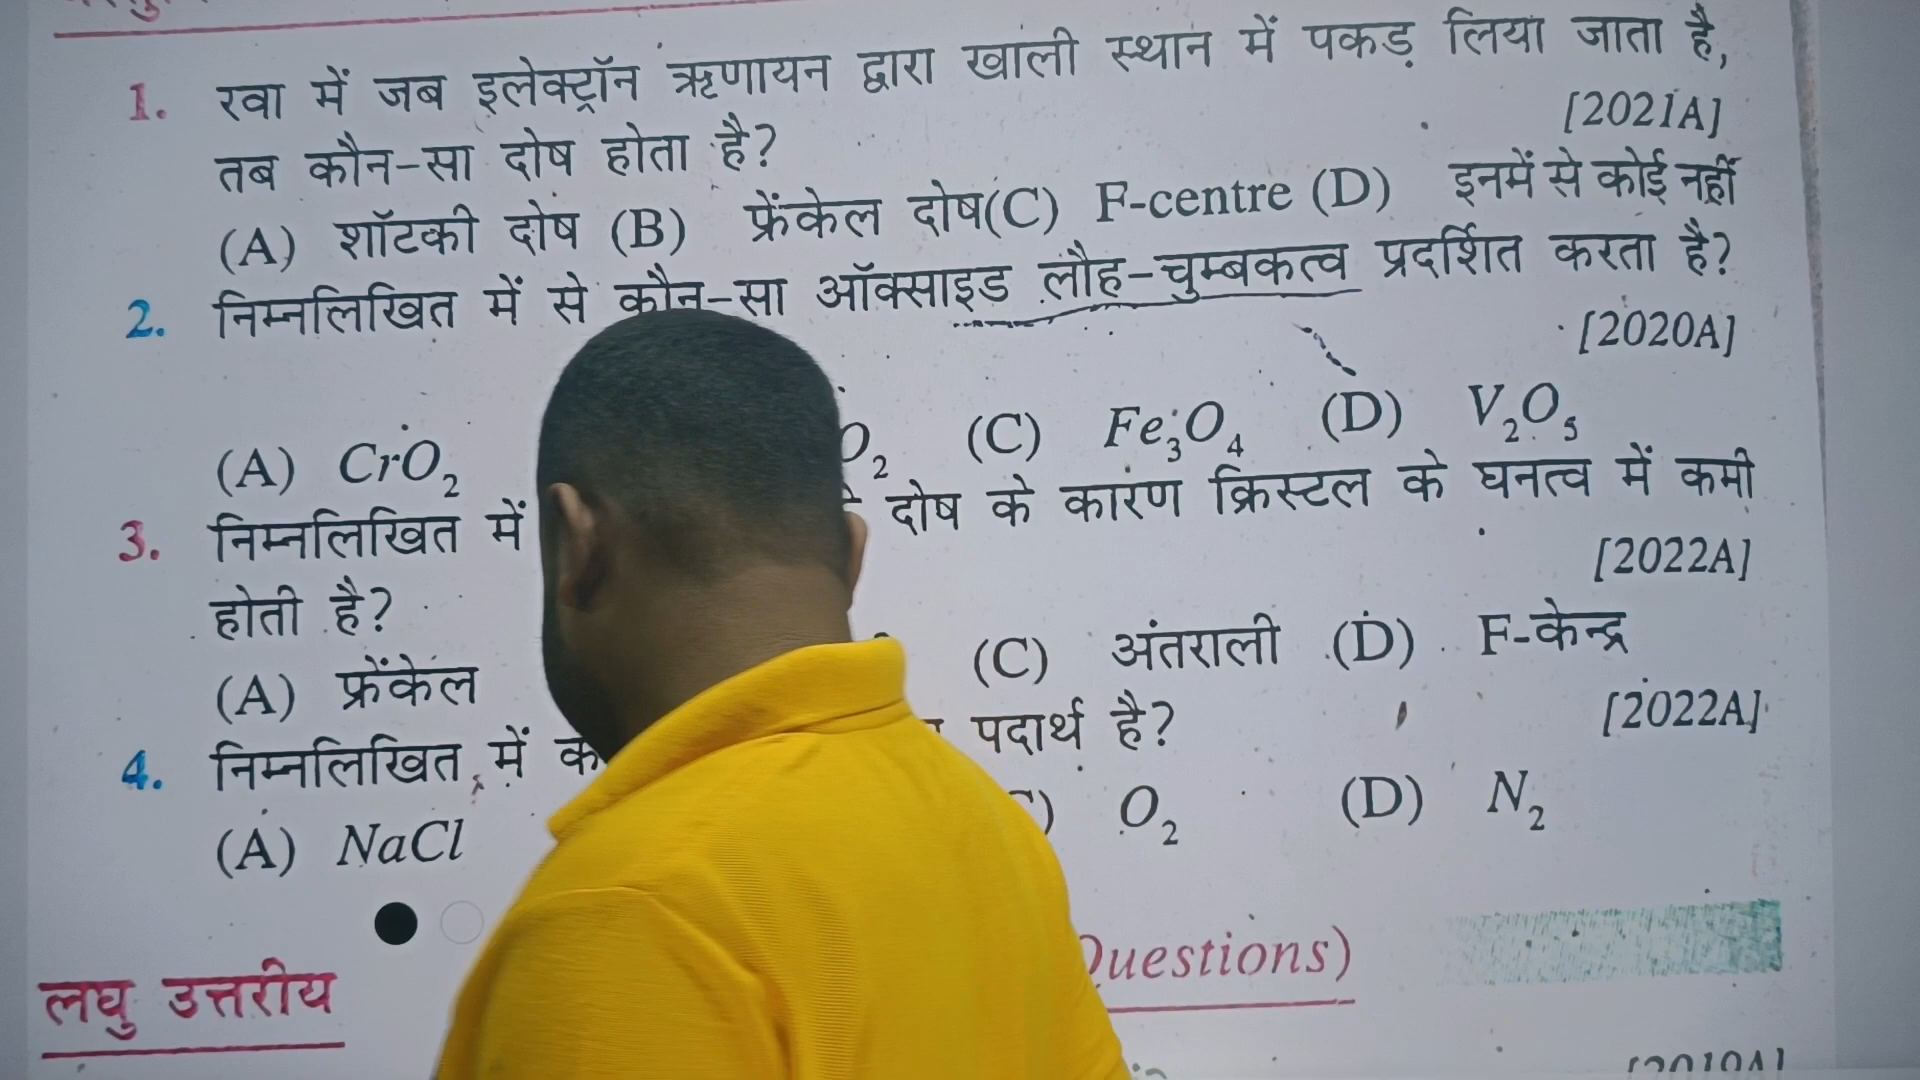 1. रवा में जब इलेक्ट्रॉन ऋणायन द्वारा खाली स्थान में पकड़ लिया जाता है,
तब कौन-सा दोष होता है? [2021A]
(A) शॉटकी दोष (B) फ्रेंकेल दोष(C) F-centre (D) इनमें से कोई नहीं
2. निम्नलिखित में से कौन-सा ऑक्साइड लौह-चुम्बकत्व प्रदर्शित करता है?
[2020A]
(A) CrO₂ O₂ (C) Fe₃O₄ (D) V₂O₅
3. निम्नलिखित में दोष के कारण क्रिस्टल के घनत्व में कमी
होती है? [2022A]
(A) फ्रेंकेल (C) अंतराली (D) F-केन्द्र
4. निम्नलिखित में पदार्थ है? [2022A]
(A) NaCl O₂ (D) N₂
लघु उत्तरीय Questions)